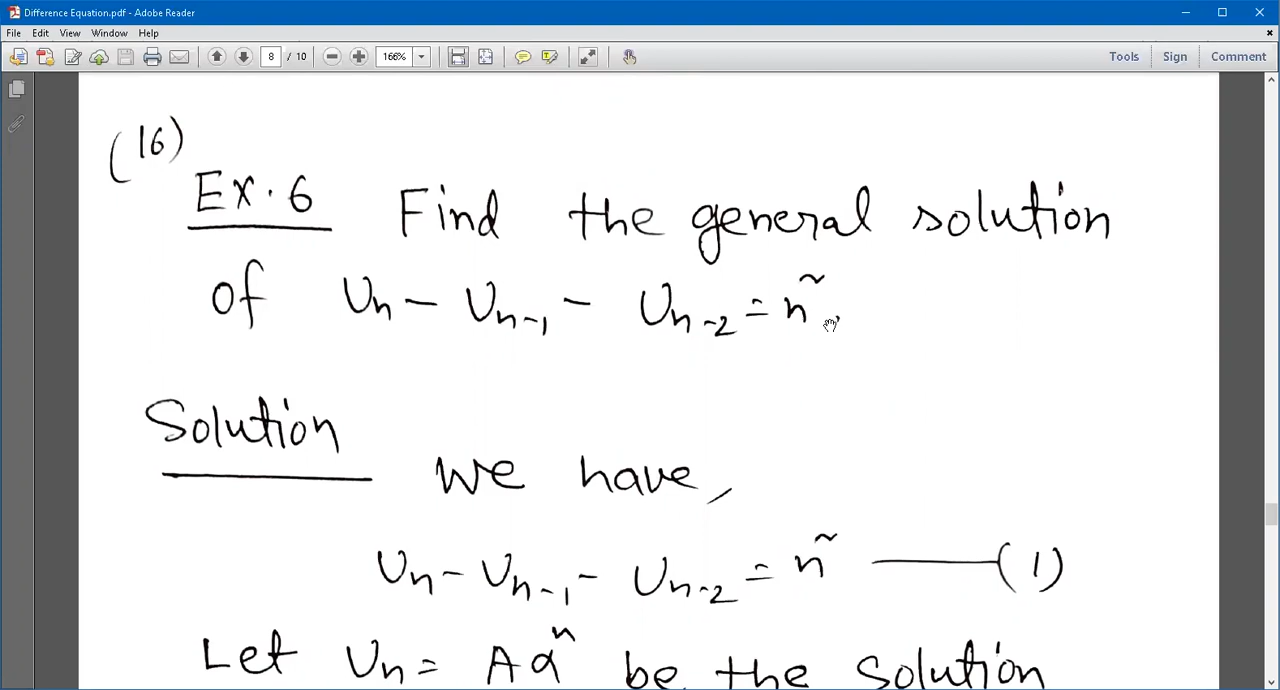 Difference Equation.pdf - Adobe Reader
File Edit View Window Help
8 / 10 166% Tools Sign Comment
(16)
Ex. 6 Find the general solution
of Un - Un-1 - Un-2 = n~.
Solution We have,
Un - Un-1 - Un-2 = n~ —— (1)
Let Un = Aαⁿ be the solution